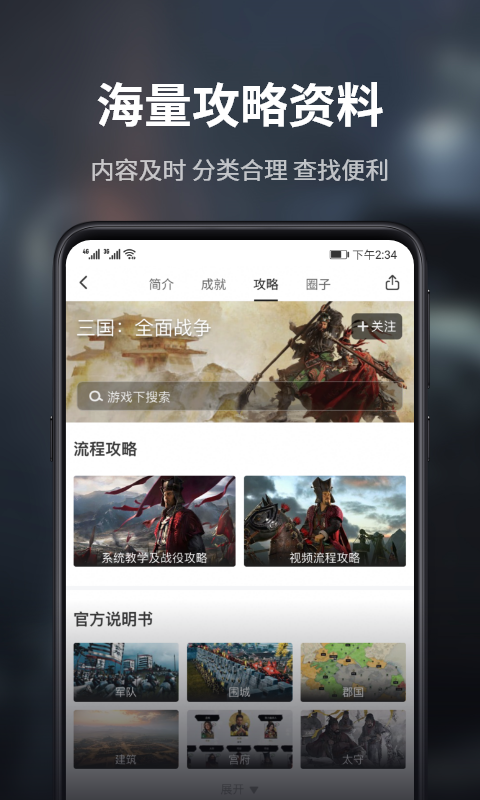 海量攻略资料
内容及时 分类合理 查找便利
4G 3G 下午2:34
简介 成就 攻略 圈子
三国：全面战争
关注
游戏下搜索
流程攻略
系统教学及战役攻略 视频流程攻略
官方说明书
军队 围城 郡国
建筑 宫府 太守
展开